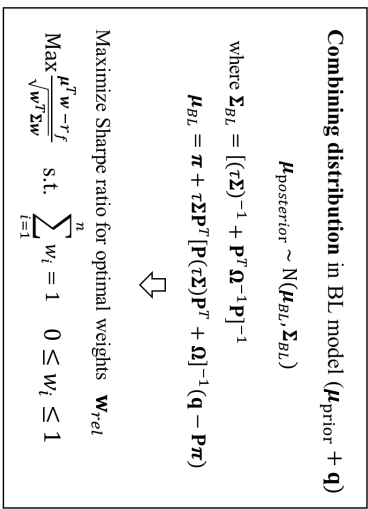 Combining distribution in BL model (μ_prior + q)
μ_posterior ~ N(μ_BL, Σ_BL)
where Σ_BL = [(τΣ)^−1 + P^T Ω^−1 P]^−1
μ_BL = π + τΣP^T[P(τΣ)P^T + Ω]^−1(q − Pπ)
Maximize Sharpe ratio for optimal weights w_rel
Max (μ^T w − r_f)/√(w^T Σw) s.t. ∑_{i=1}^{n} w_i = 1 0 ≤ w_i ≤ 1